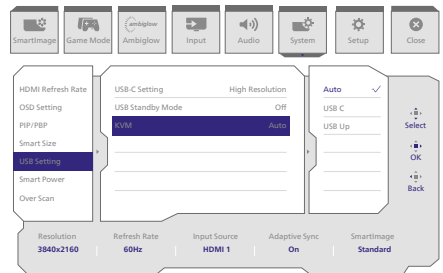 ambiglow
SmartImage Game Mode Ambiglow Input Audio System Setup Close
HDMI Refresh Rate
OSD Setting
PIP/PBP
Smart Size
USB Setting
Smart Power
Over Scan
USB-C Setting High Resolution
USB Standby Mode Off
KVM Auto
Auto
USB C
USB Up
Select
OK
Back
Resolution Refresh Rate Input Source Adaptive Sync SmartImage
3840x2160 60Hz HDMI 1 On Standard